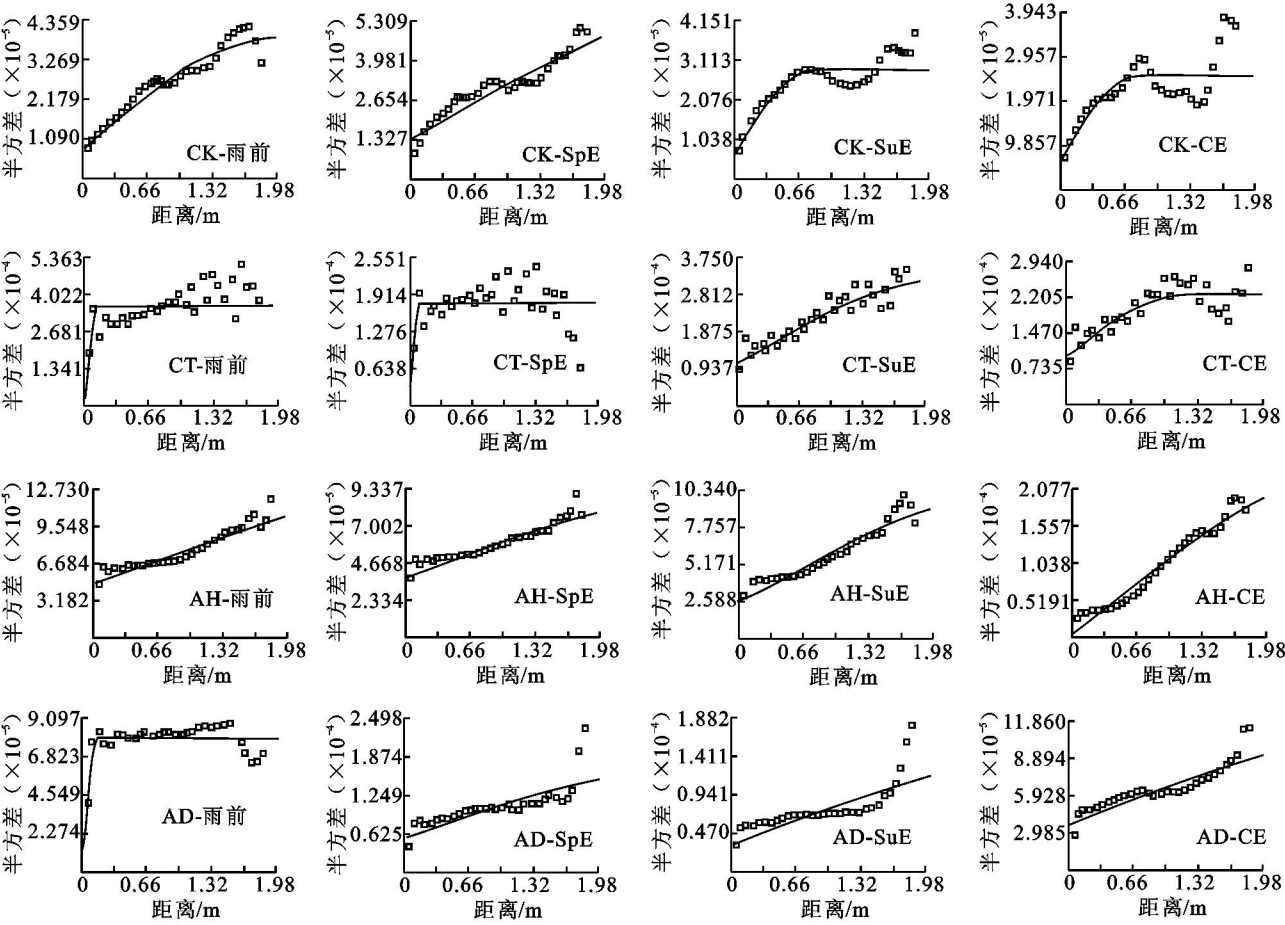 半方差（×10⁻⁵）
4.359
3.269
2.179
1.090
CK-雨前
0 0.66 1.32 1.98
距离/m
半方差（×10⁻⁵）
5.309
3.981
2.654
1.327
CK-SpE
0 0.66 1.32 1.98
距离/m
半方差（×10⁻⁵）
4.151
3.113
2.076
1.038
CK-SuE
0 0.66 1.32 1.98
距离/m
半方差（×10⁻⁵）
3.943
2.957
1.971
9.857
CK-CE
0 0.66 1.32 1.98
距离/m
半方差（×10⁻⁴）
5.363
4.022
2.681
1.341
CT-雨前
0 0.66 1.32 1.98
距离/m
半方差（×10⁻⁴）
2.551
1.914
1.276
0.638
CT-SpE
0 0.66 1.32 1.98
距离/m
半方差（×10⁻⁴）
3.750
2.812
1.875
0.937
CT-SuE
0 0.66 1.32 1.98
距离/m
半方差（×10⁻⁴）
2.940
2.205
1.470
0.735
CT-CE
0 0.66 1.32 1.98
距离/m
半方差（×10⁻⁵）
12.730
9.548
6.684
3.182
AH-雨前
0 0.66 1.32 1.98
距离/m
半方差（×10⁻⁵）
9.337
7.002
4.668
2.334
AH-SpE
0 0.66 1.32 1.98
距离/m
半方差（×10⁻⁵）
10.340
7.757
5.171
2.588
AH-SuE
0 0.66 1.32 1.98
距离/m
半方差（×10⁻⁴）
2.077
1.557
1.038
0.5191
AH-CE
0 0.66 1.32 1.98
距离/m
半方差（×10⁻⁵）
9.097
6.823
4.549
2.274
AD-雨前
0 0.66 1.32 1.98
距离/m
半方差（×10⁻⁴）
2.498
1.874
1.249
0.625
AD-SpE
0 0.66 1.32 1.98
距离/m
半方差（×10⁻⁴）
1.882
1.411
0.941
0.470
AD-SuE
0 0.66 1.32 1.98
距离/m
半方差（×10⁻⁵）
11.860
8.894
5.928
2.985
AD-CE
0 0.66 1.32 1.98
距离/m